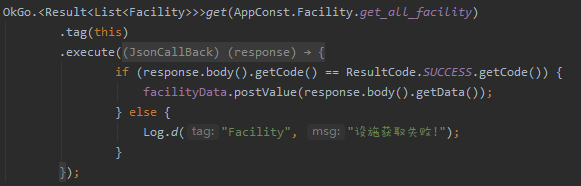 OkGo.<Result<List<Facility>>>get(AppConst.Facility.get_all_facility)
.tag(this)
.execute((JsonCallBack) (response) → {
if (response.body().getCode() == ResultCode.SUCCESS.getCode()) {
facilityData.postValue(response.body().getData());
} else {
Log.d( tag: "Facility", msg: "设施获取失败!");
}
});